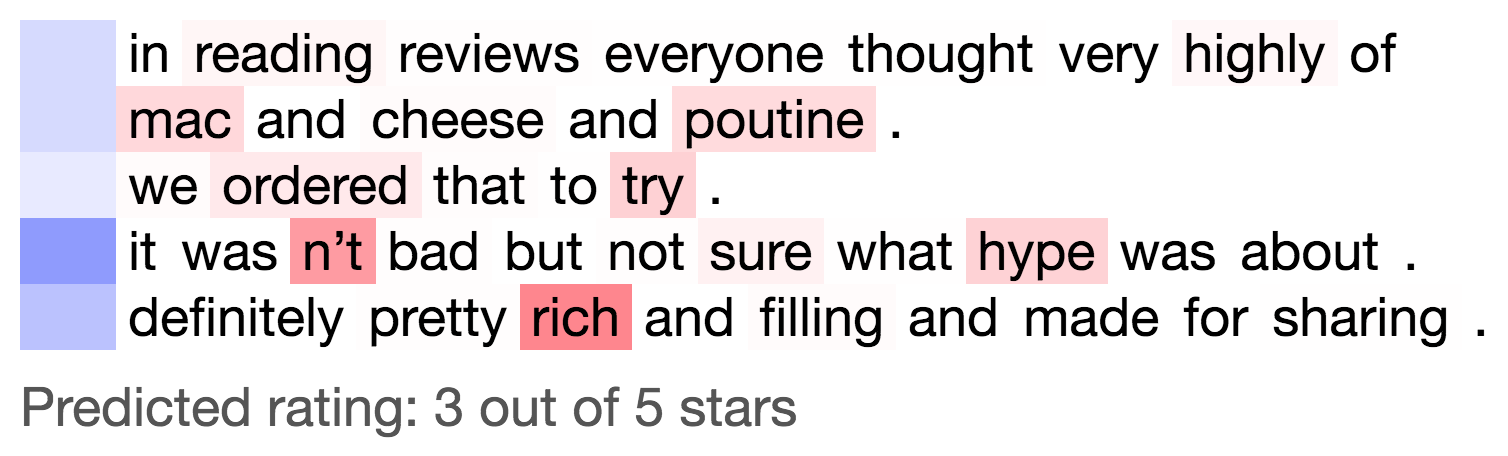 in reading reviews everyone thought very highly of
mac and cheese and poutine .
we ordered that to try .
it was n’t bad but not sure what hype was about .
definitely pretty rich and filling and made for sharing .
Predicted rating: 3 out of 5 stars